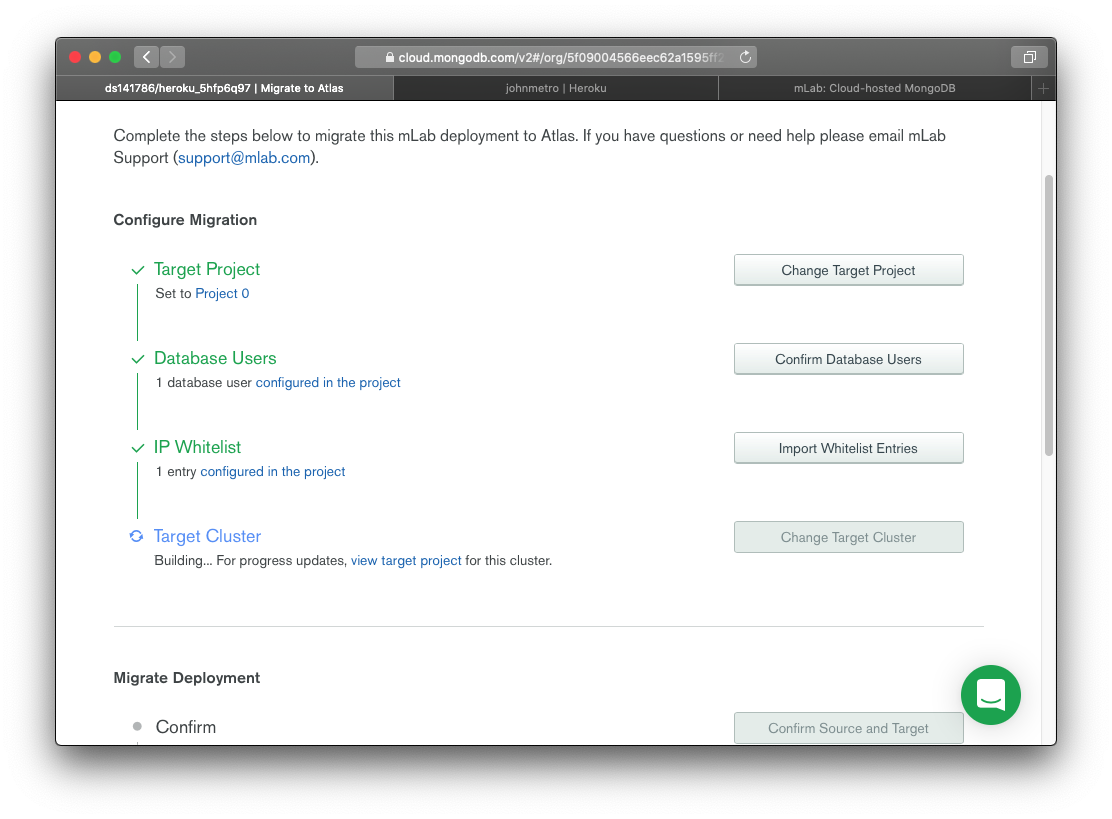 cloud.mongodb.com/v2#/org/5f09004566eec62a1595ff2
ds141786/heroku_5hfp6q97 | Migrate to Atlas
johnmetro | Heroku
mLab: Cloud-hosted MongoDB
Complete the steps below to migrate this mLab deployment to Atlas. If you have questions or need help please email mLab
Support (support@mlab.com).
Configure Migration
Target Project
Change Target Project
Set to Project 0
Database Users
Confirm Database Users
1 database user configured in the project
IP Whitelist
Import Whitelist Entries
1 entry configured in the project
Target Cluster
Change Target Cluster
Building... For progress updates, view target project for this cluster.
Migrate Deployment
Confirm
Confirm Source and Target